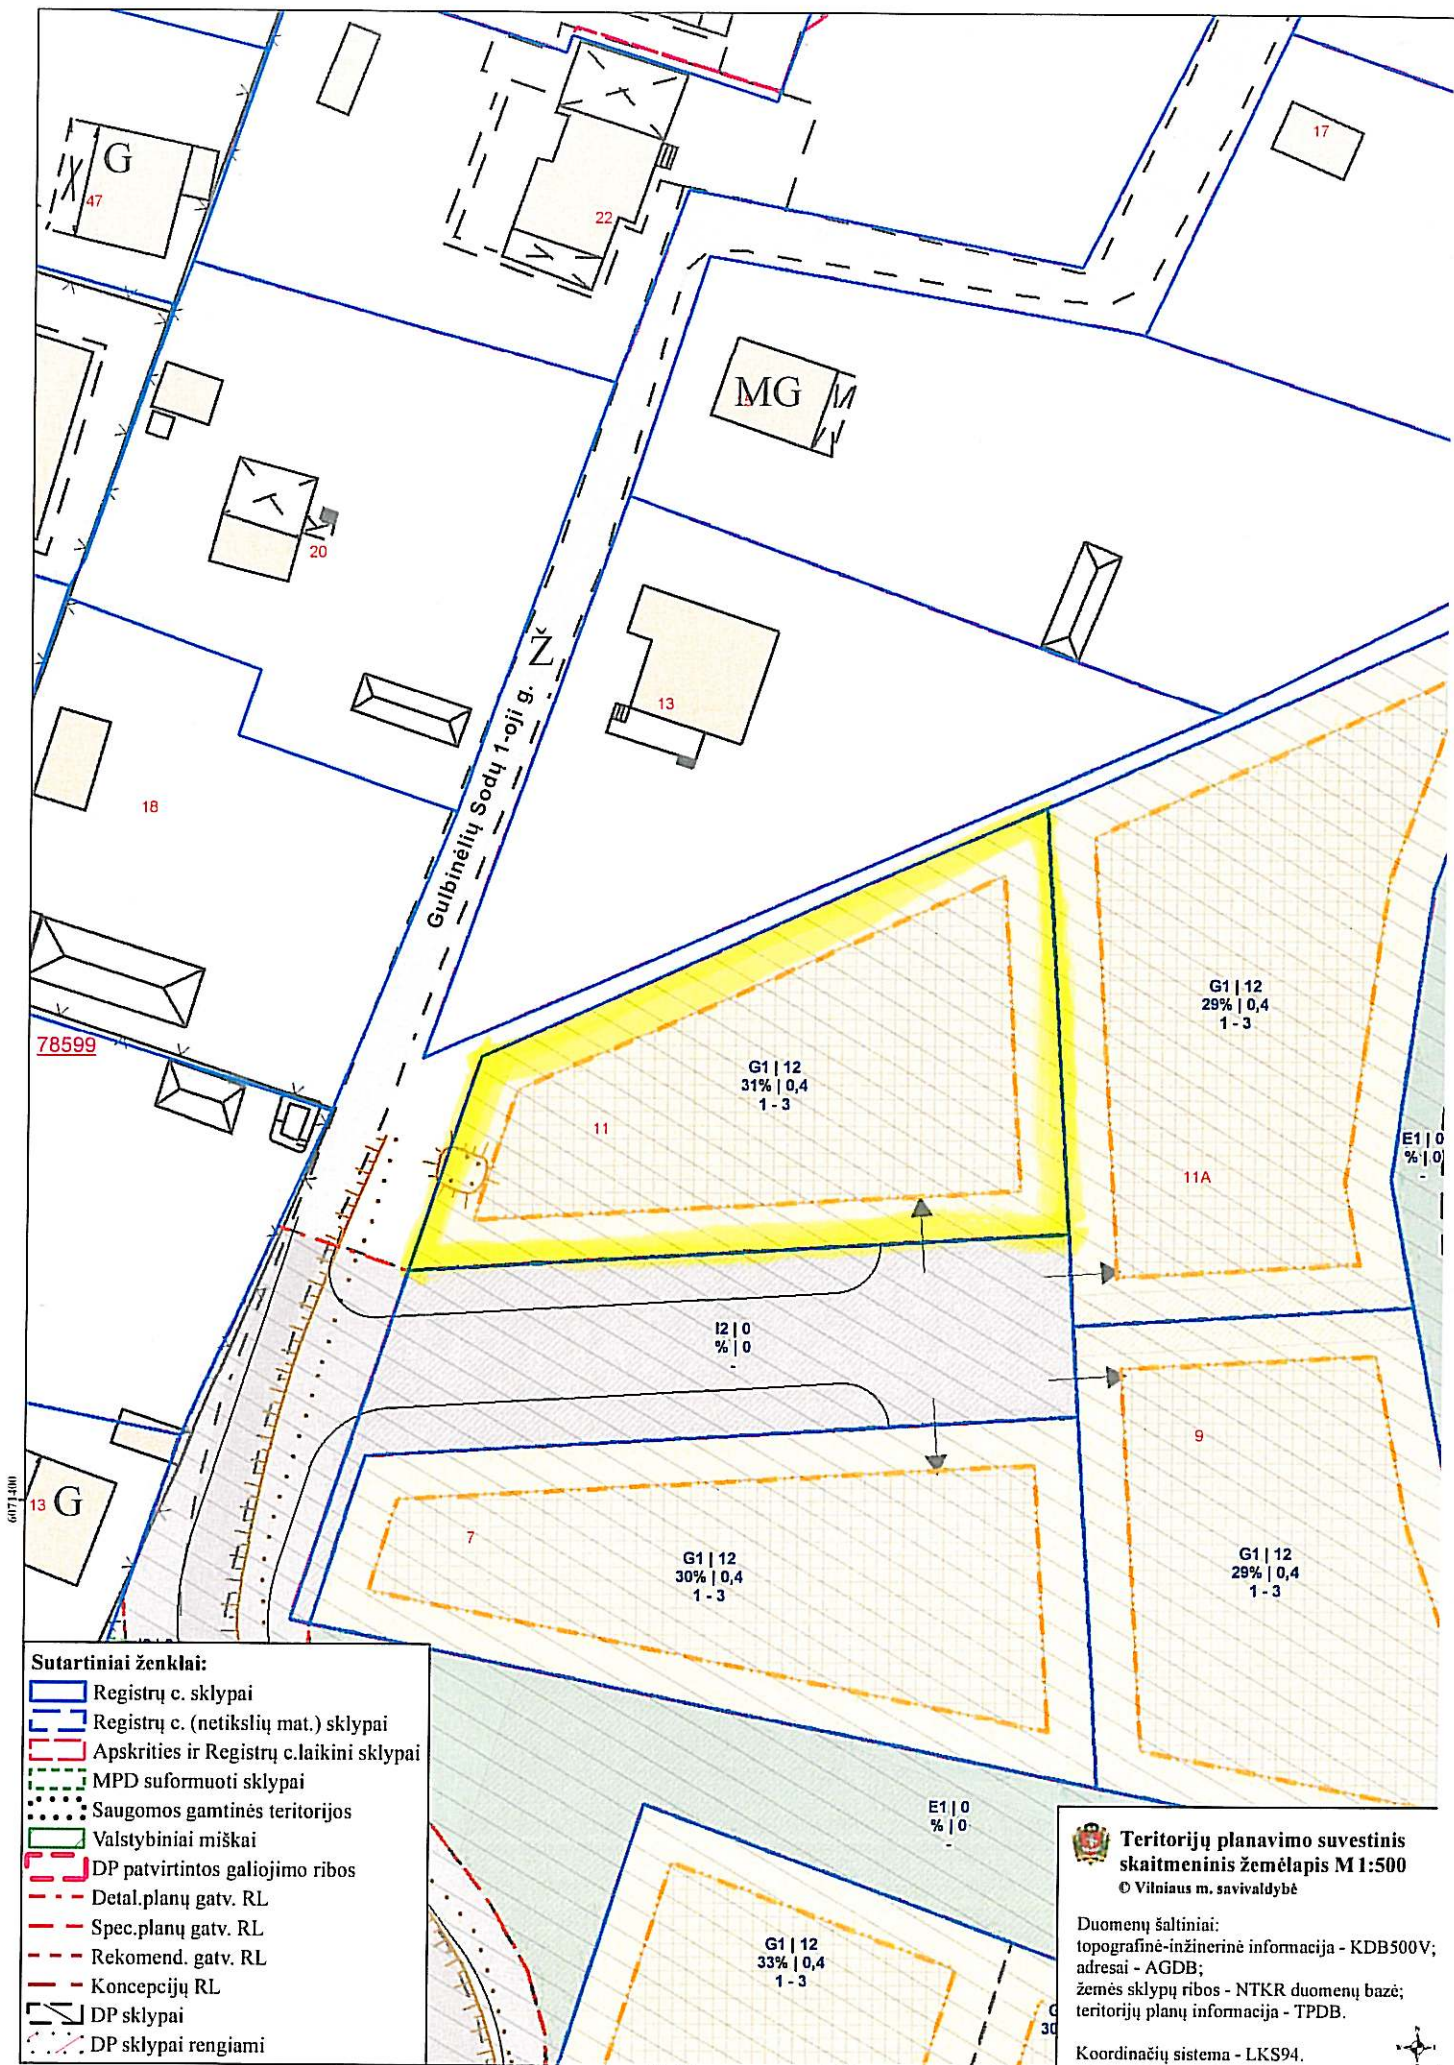 17
G
47
22
MG
20
Ž
13
Gulbinėlių Sodų 1-oji g.
18
G1 | 12
29% | 0,4
1 - 3
78599
G1 | 12
31% | 0,4
1 - 3
11
E1 | 0
% | 0
-
11A
I2 | 0
% | 0
-
9
6071400
13 G
7
G1 | 12
30% | 0,4
1 - 3
G1 | 12
29% | 0,4
1 - 3
Sutartiniai ženklai:
Registrų c. sklypai
Registrų c. (netikslių mat.) sklypai
Apskrities ir Registrų c.laikini sklypai
MPD suformuoti sklypai
Saugomos gamtinės teritorijos
Valstybiniai miškai
DP patvirtintos galiojimo ribos
Detal.planų gatv. RL
Spec.planų gatv. RL
Rekomend. gatv. RL
Koncepcijų RL
DP sklypai
DP sklypai rengiami
E1 | 0
% | 0
-
G1 | 12
33% | 0,4
1 - 3
G
30
Teritorijų planavimo suvestinis
skaitmeninis žemėlapis M 1:500
© Vilniaus m. savivaldybė
Duomenų šaltiniai:
topografinė-inžinerinė informacija - KDB500V;
adresai - AGDB;
žemės sklypų ribos - NTKR duomenų bazė;
teritorijų planų informacija - TPDB.
Koordinačių sistema - LKS94.